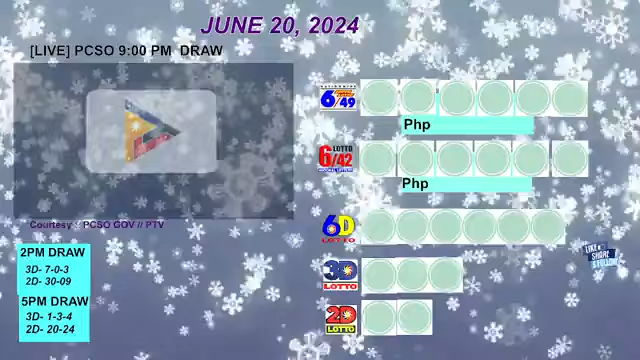 JUNE 20, 2024
[LIVE] PCSO 9:00 PM DRAW
6/49
Php
LOTTO
6/42
Php
Courtesy : PCSO GOV // PTV
6D
LOTTO
2PM DRAW
3D- 7-0-3
2D- 30-09
5PM DRAW
3D- 1-3-4
2D- 20-24
3D
LOTTO
2D
LOTTO
LIKE
SHARE
& FOLLOW